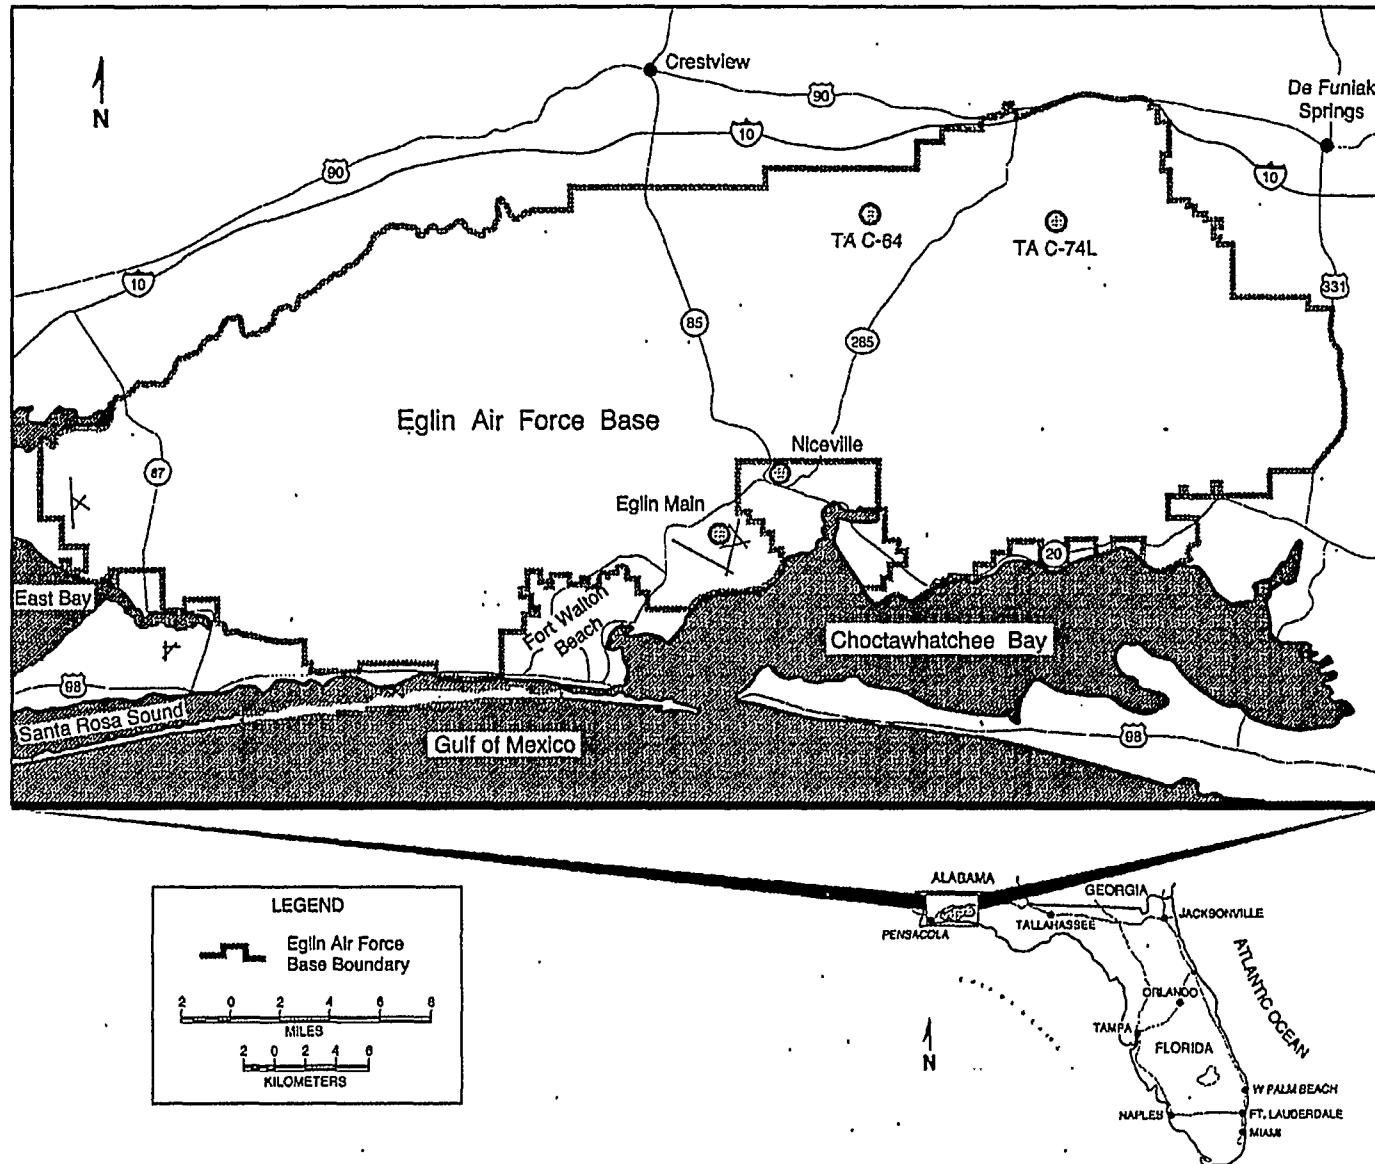 Crestview
90
De Funiak
Springs
N
10
90
10
TA C-64
TA C-74L
10
331
85
285
Eglin Air Force Base
Niceville
87
Eglin Main
20
East Bay
Fort Walton
Beach
Choctawhatchee Bay
98
Santa Rosa Sound
Gulf of Mexico
98
LEGEND
Eglin Air Force
Base Boundary
2 0 2 4 6 8
MILES
2 0 2 4 6
KILOMETERS
ALABAMA
GEORGIA
JACKSONVILLE
PENSACOLA
TALLAHASSEE
ATLANTIC OCEAN
ORLANDO
TAMPA
FLORIDA
N
W PALM BEACH
NAPLES
FT. LAUDERDALE
MIAMI